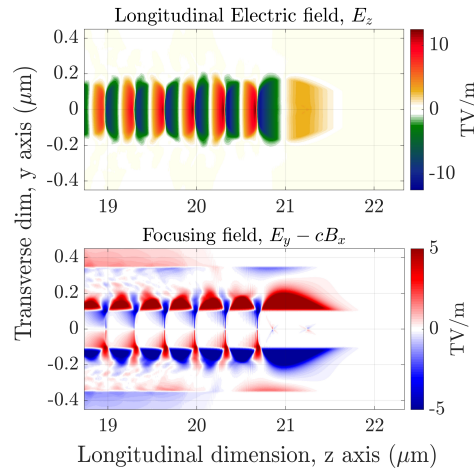 Longitudinal Electric field, E_z
0.4
0.2
0
-0.2
-0.4
19 20 21 22
10
0
-10
TV/m
Focusing field, E_y − cB_x
0.4
0.2
0
-0.2
-0.4
19 20 21 22
5
0
-5
TV/m
Transverse dim, y axis (μm)
Longitudinal dimension, z axis (μm)